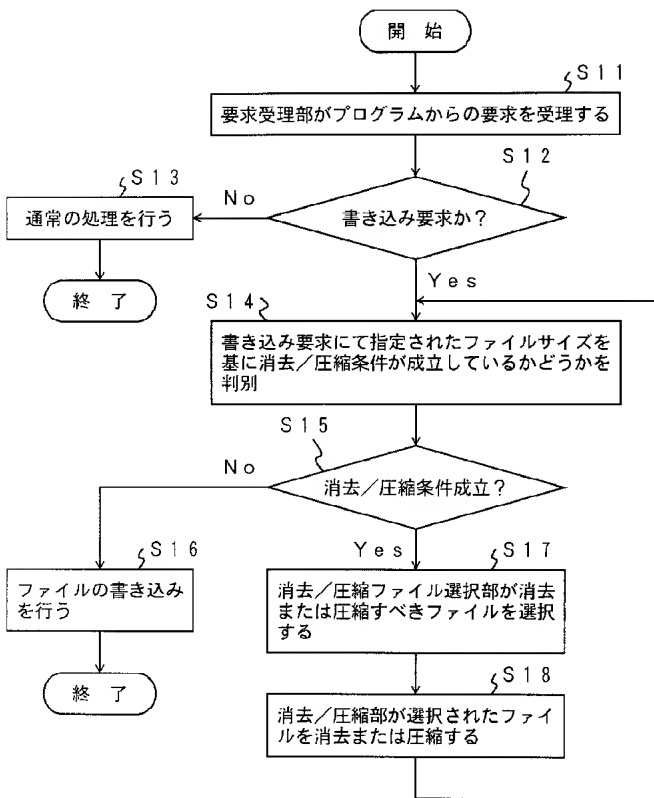 開 始
S11
要求受理部がプログラムからの要求を受理する
S12
書き込み要求か?
No
S13
通常の処理を行う
終 了
Yes
S14
書き込み要求にて指定されたファイルサイズを
基に消去/圧縮条件が成立しているかどうかを
判別
S15
消去/圧縮条件成立?
No
S16
ファイルの書き込み
を行う
終 了
Yes
S17
消去/圧縮ファイル選択部が消去
または圧縮すべきファイルを選択
する
S18
消去/圧縮部が選択されたファイ
ルを消去または圧縮する